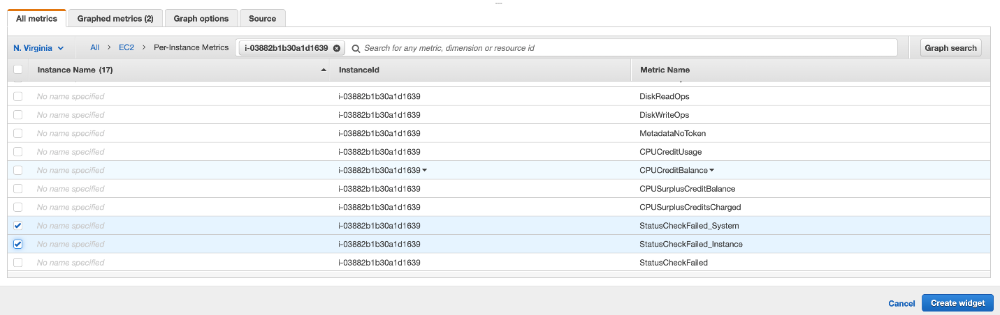 All metrics Graphed metrics (2) Graph options Source
N. Virginia All > EC2 > Per-Instance Metrics i-03882b1b30a1d1639 Search for any metric, dimension or resource id Graph search
Instance Name (17) InstanceId Metric Name
No name specified i-03882b1b30a1d1639 DiskReadOps
No name specified i-03882b1b30a1d1639 DiskWriteOps
No name specified i-03882b1b30a1d1639 MetadataNoToken
No name specified i-03882b1b30a1d1639 CPUCreditUsage
No name specified i-03882b1b30a1d1639 CPUCreditBalance
No name specified i-03882b1b30a1d1639 CPUSurplusCreditBalance
No name specified i-03882b1b30a1d1639 CPUSurplusCreditsCharged
No name specified i-03882b1b30a1d1639 StatusCheckFailed_System
No name specified i-03882b1b30a1d1639 StatusCheckFailed_Instance
No name specified i-03882b1b30a1d1639 StatusCheckFailed
Cancel Create widget